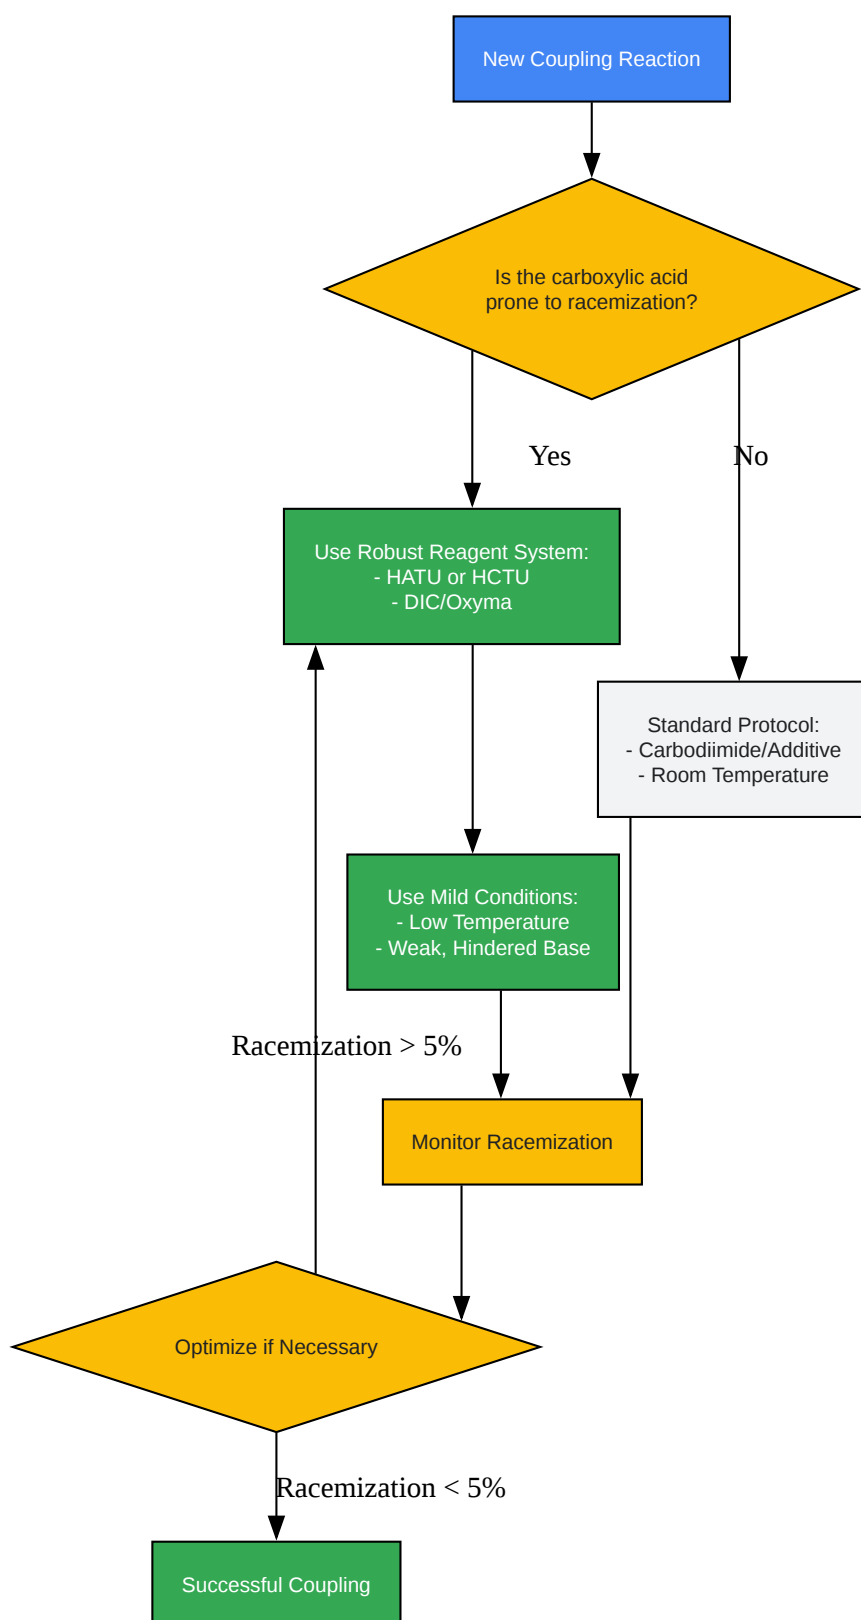 New Coupling Reaction
Is the carboxylic acid
prone to racemization?
Yes
No
Use Robust Reagent System:
- HATU or HCTU
- DIC/Oxyma
Standard Protocol:
- Carbodiimide/Additive
- Room Temperature
Use Mild Conditions:
- Low Temperature
- Weak, Hindered Base
Racemization > 5%
Monitor Racemization
Optimize if Necessary
Racemization < 5%
Successful Coupling